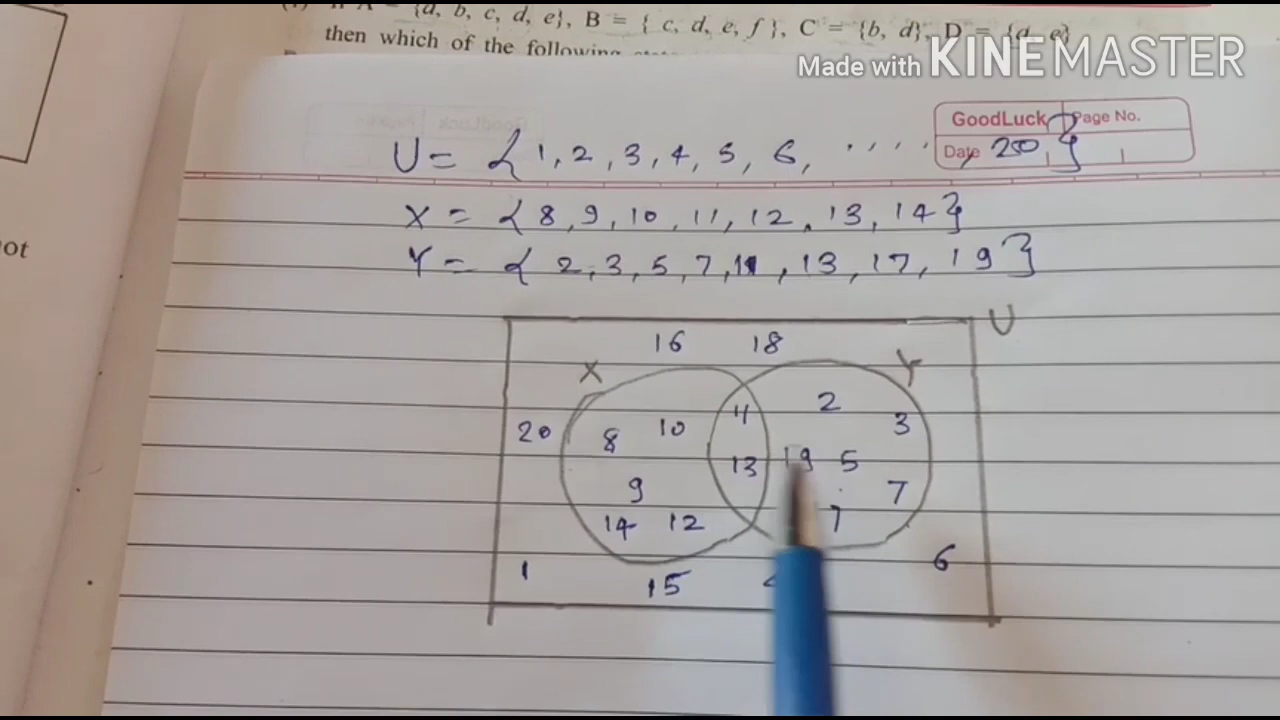 = {a, b, c, d, e}, B = { c, d, e, f }, C = {b, d}, D = {a, e}
then which of the following
Made with KINEMASTER
GoodLuck Page No.
Date
U = { 1, 2, 3, 4, 5, 6, ....., 20 }
X = { 8, 9, 10, 11, 12, 13, 14 }
Y = { 2, 3, 5, 7, 11, 13, 17, 19 }
ot
U
16 18
X Y
4 2 3
20 8 10
13 19 5
9 7
14 12
1 15 6